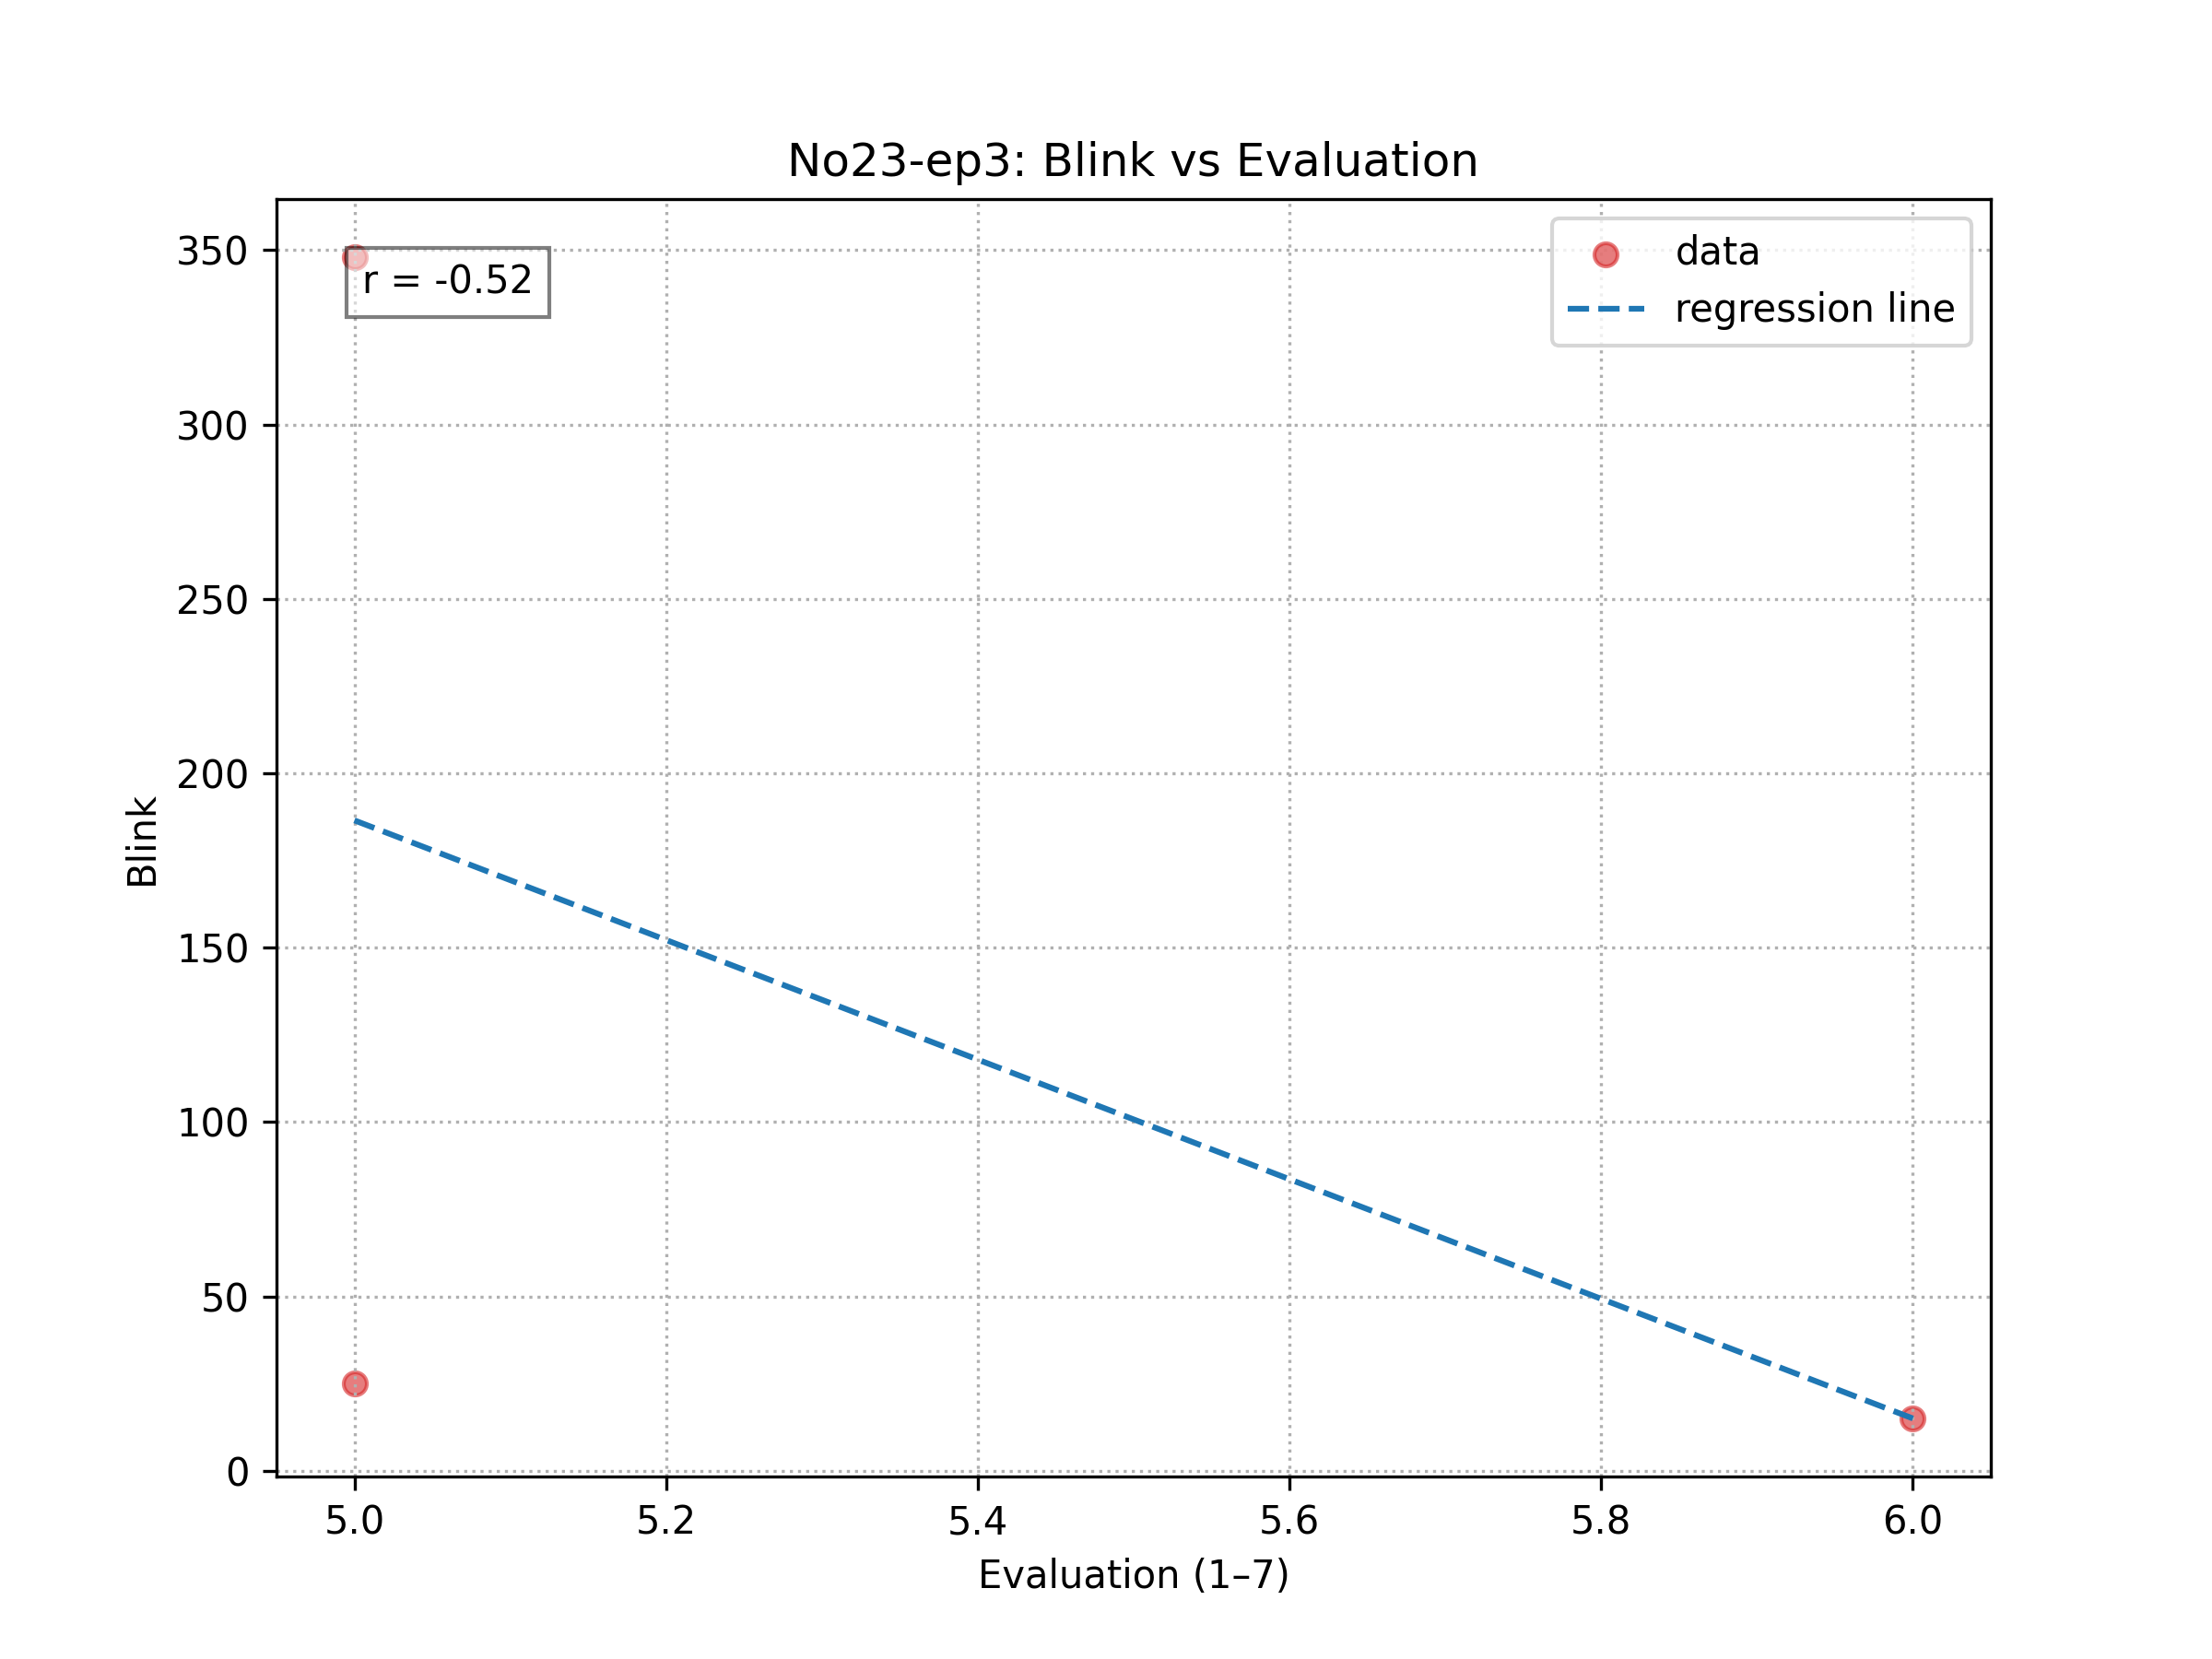 No23-ep3: Blink vs Evaluation
r = -0.52
data
regression line
350
300
250
200
150
100
50
0
Blink
5.0 5.2 5.4 5.6 5.8 6.0
Evaluation (1–7)